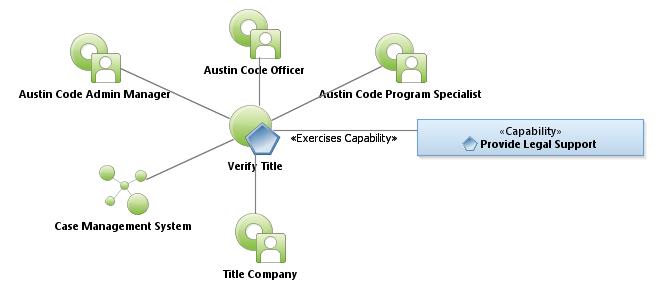 Austin Code Officer
Austin Code Admin Manager
Austin Code Program Specialist
«Exercises Capability»
«Capability»
Provide Legal Support
Verify Title
Case Management System
Title Company